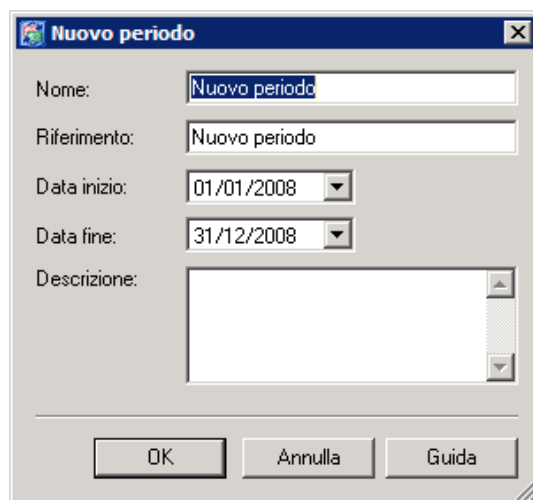 Nuovo periodo
Nome: Nuovo periodo
Riferimento: Nuovo periodo
Data inizio: 01/01/2008
Data fine: 31/12/2008
Descrizione:
OK Annulla Guida